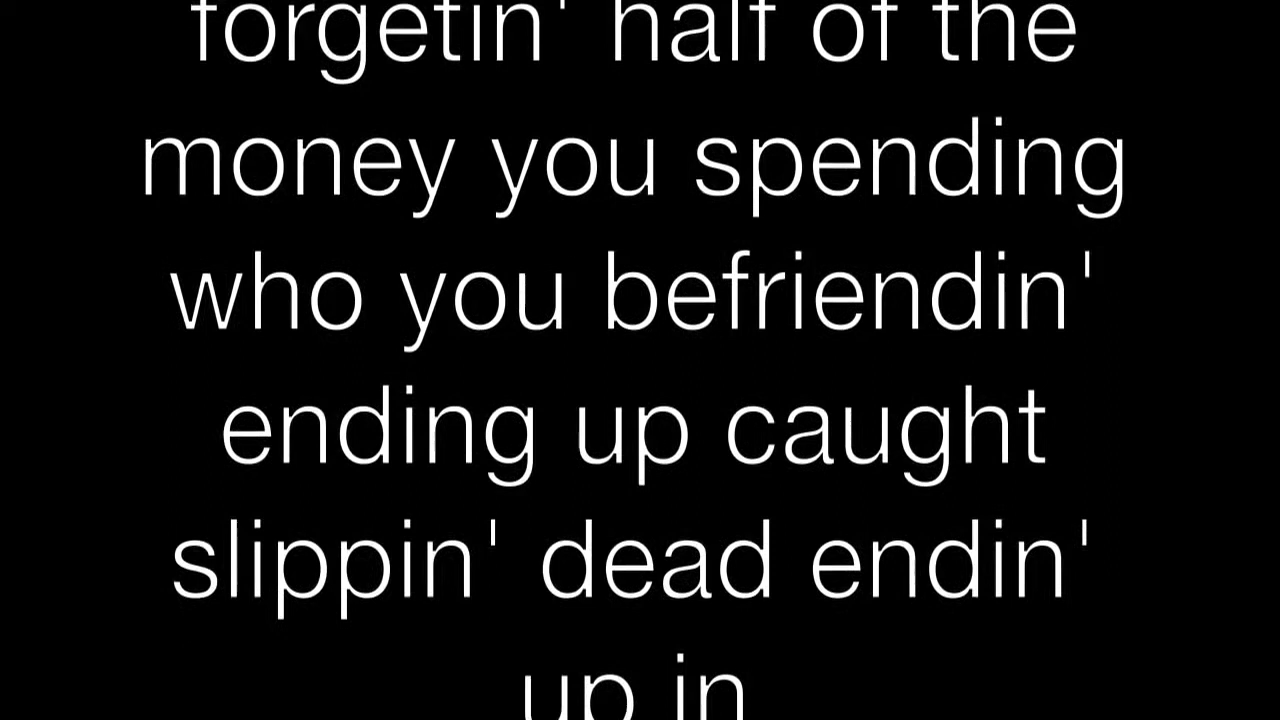 forgetin' half of the
money you spending
who you befriendin'
ending up caught
slippin' dead endin'
up in